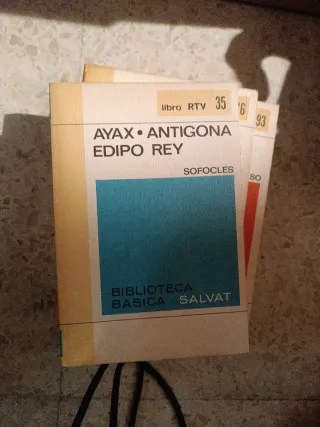 libro RTV 35
AYAX • ANTIGONA
EDIPO REY
SOFOCLES
BIBLIOTECA
BASICA SALVAT
93